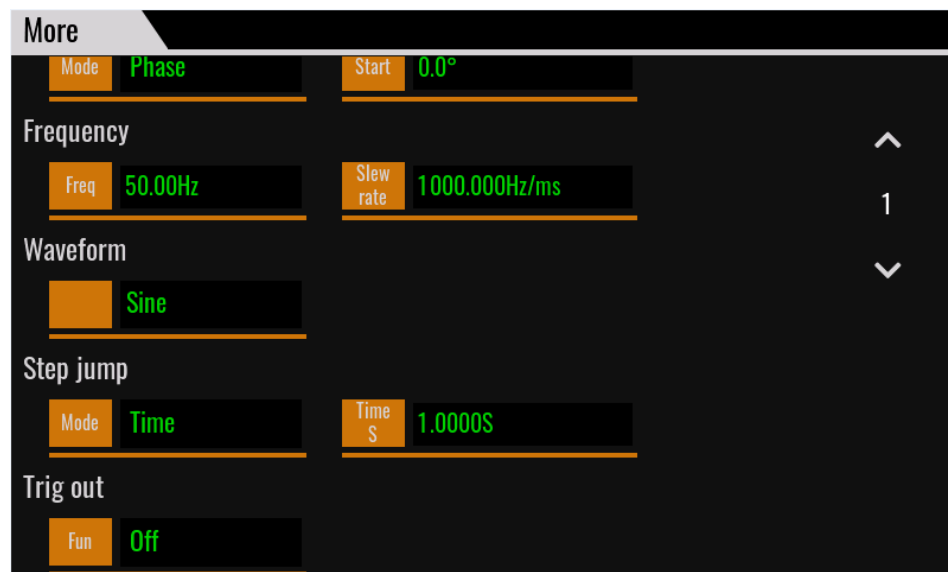 More
Mode Phase Start 0.0°
Frequency
Freq 50.00Hz Slew rate 1000.000Hz/ms
1
Waveform
Sine
Step jump
Mode Time Time S 1.0000S
Trig out
Fun Off